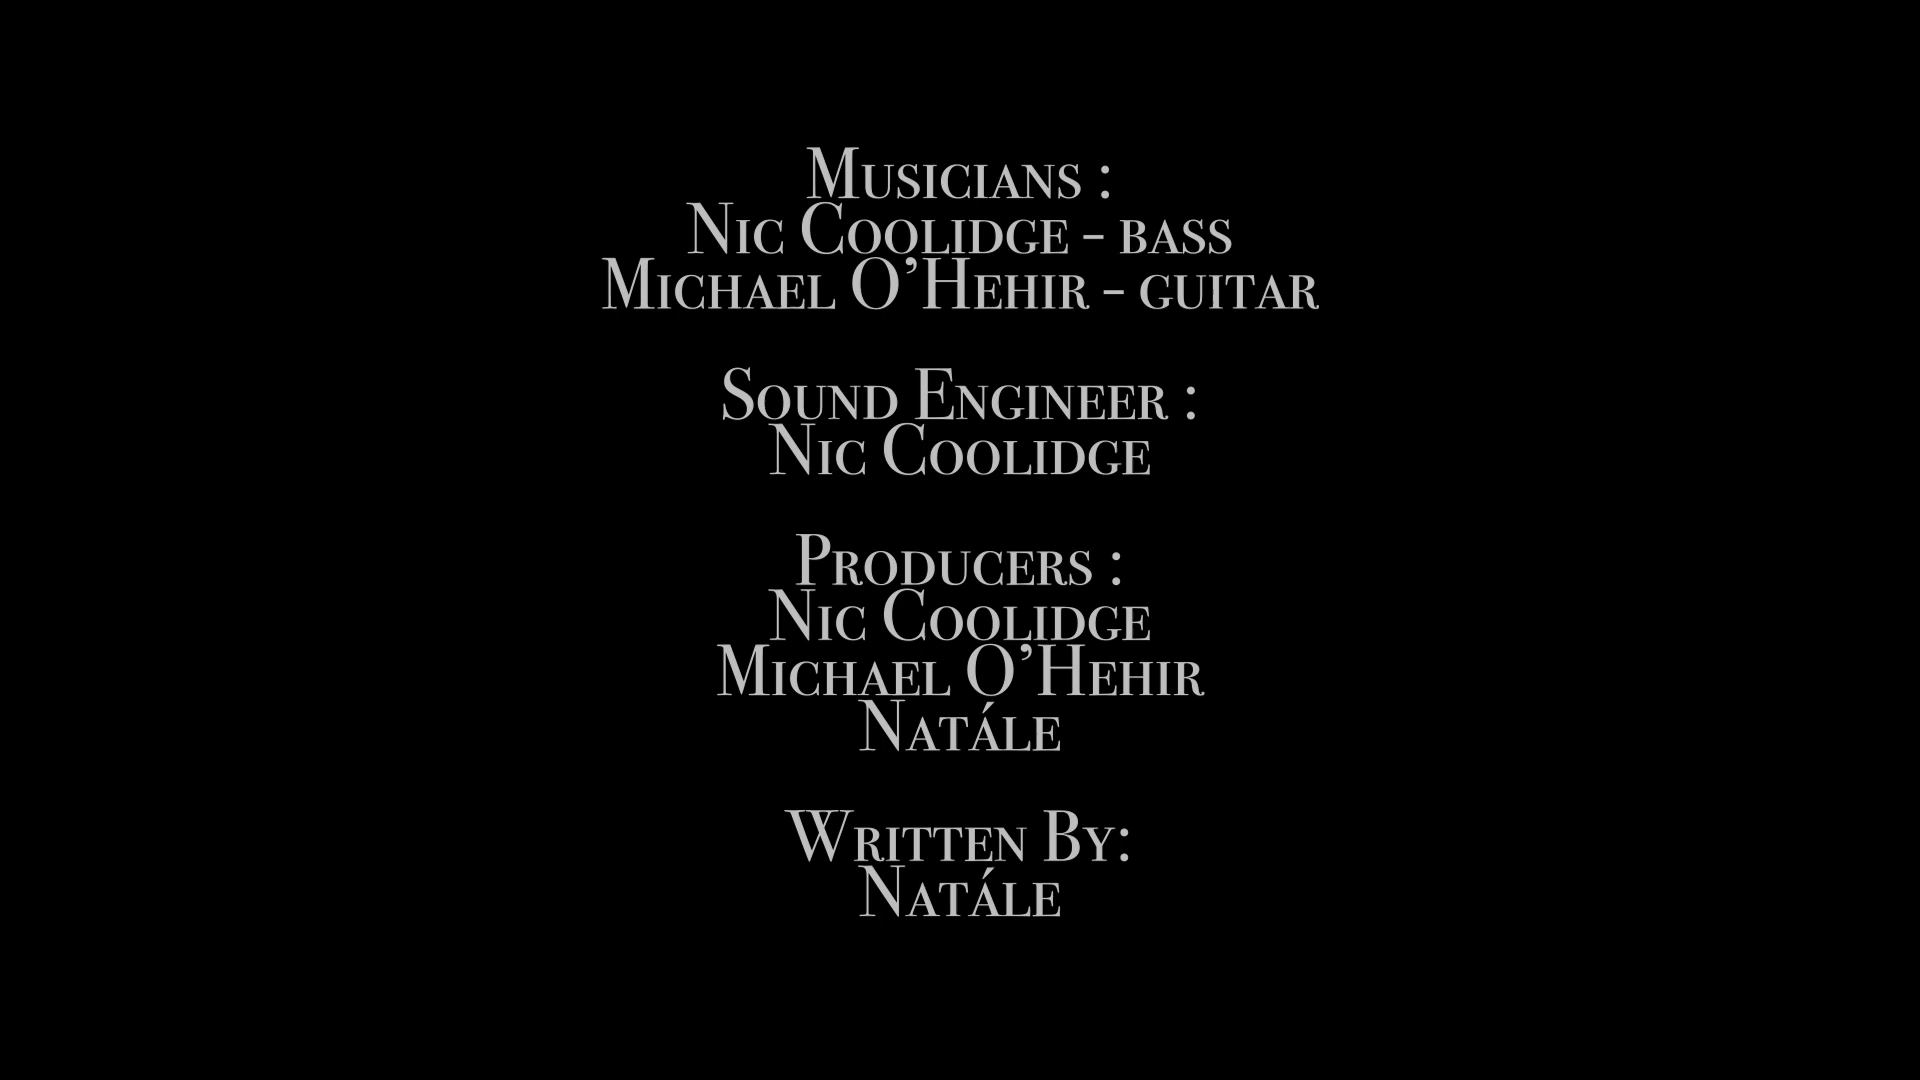 Musicians :
Nic Coolidge - bass
Michael O'Hehir - guitar
Sound Engineer :
Nic Coolidge
Producers :
Nic Coolidge
Michael O'Hehir
Natále
Written By:
Natále